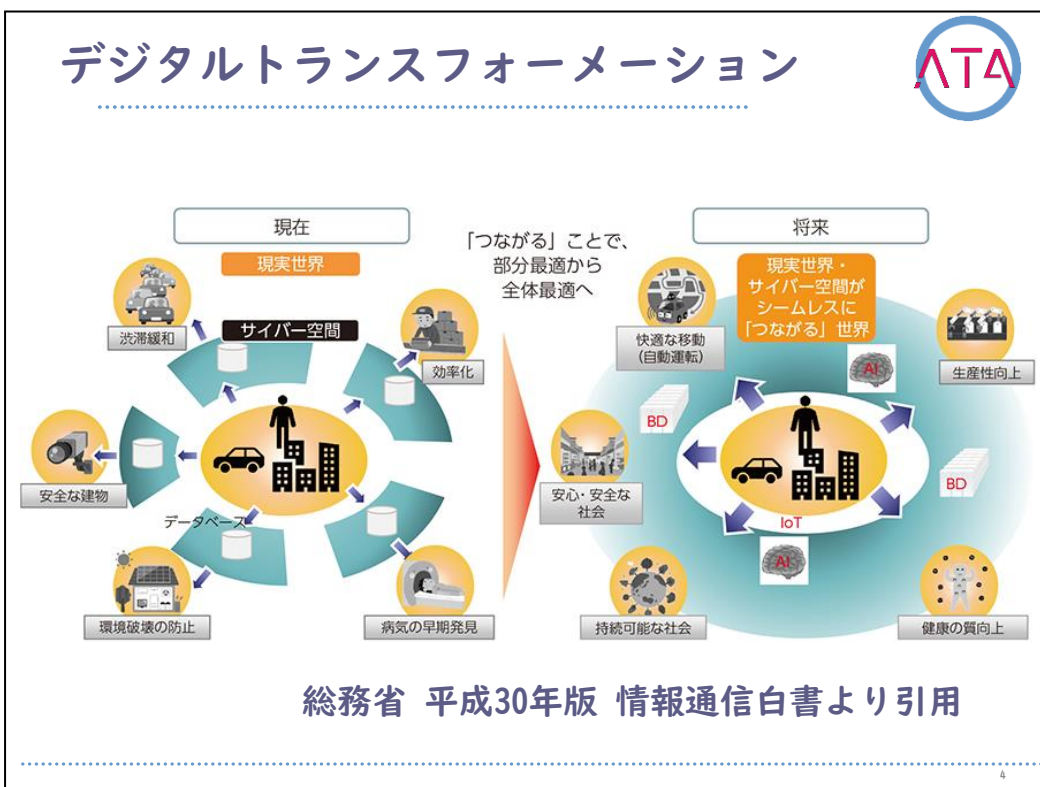 デジタルトランスフォーメーション
ATA
現在
現実世界
サイバー空間
渋滞緩和
効率化
安全な建物
データベース
環境破壊の防止
病気の早期発見
「つながる」ことで、
部分最適から
全体最適へ
将来
現実世界・
サイバー空間が
シームレスに
「つながる」世界
快適な移動
(自動運転)
AI
生産性向上
BD
BD
安心・安全な
社会
IoT
AI
持続可能な社会
健康の質向上
総務省 平成30年版 情報通信白書より引用
4